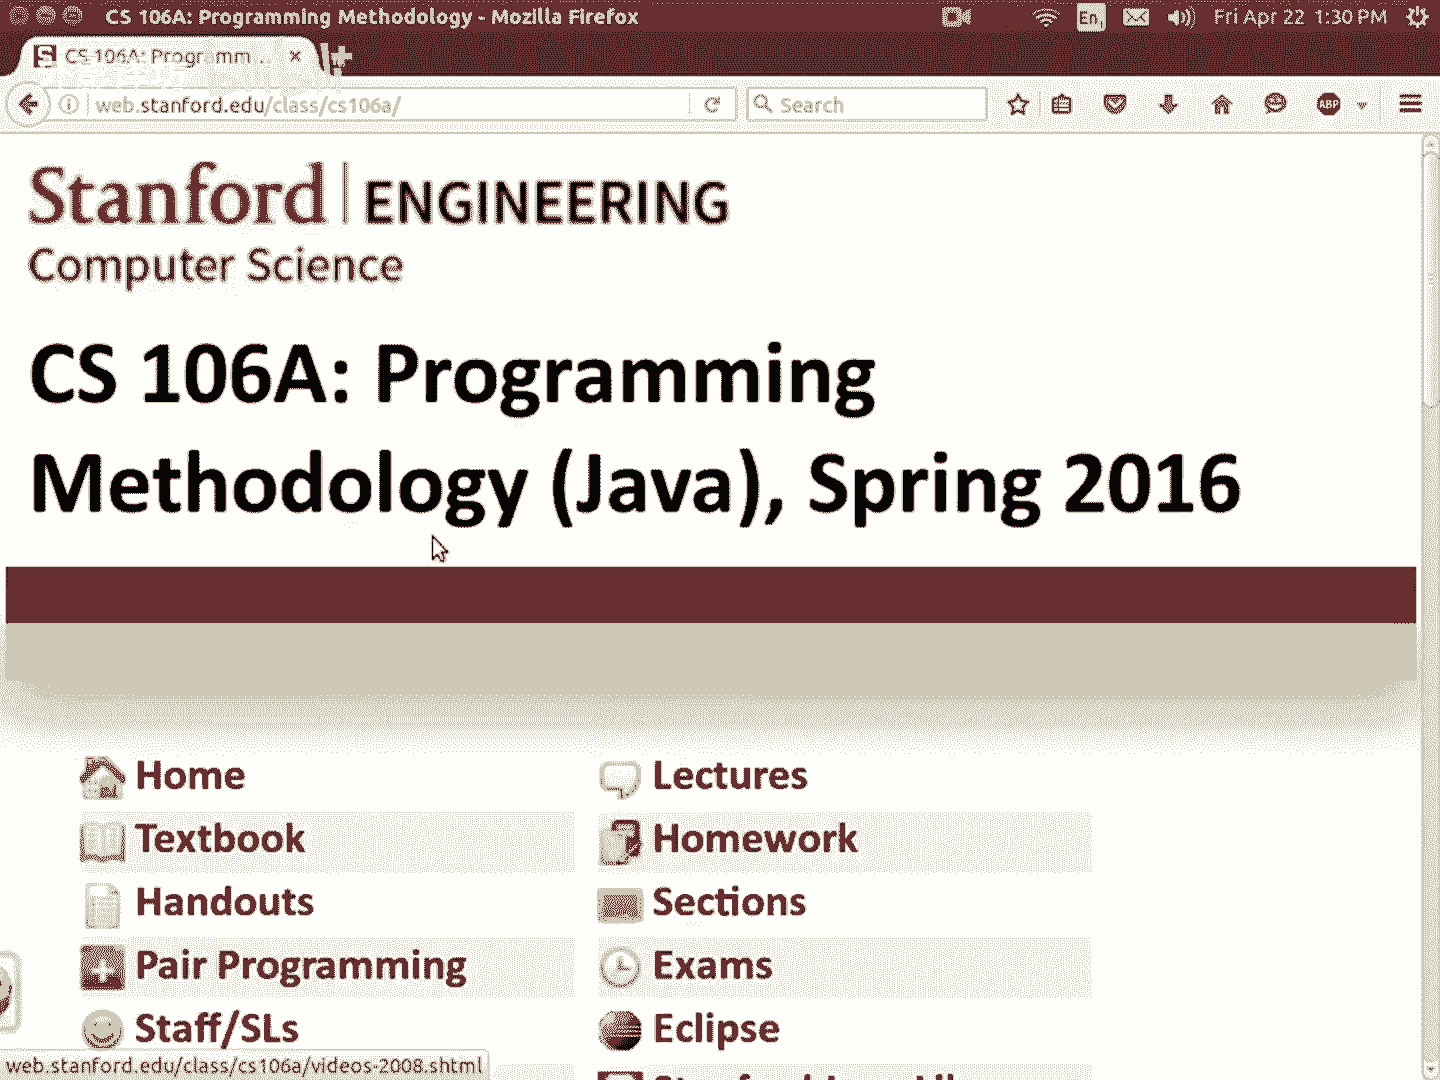 CS 106A: Programming Methodology - Mozilla Firefox
En
Fri Apr 22 1:30 PM
CS 106A: Programm...
web.stanford.edu/class/cs106a/
Search
ABP
Stanford | ENGINEERING
Computer Science
CS 106A: Programming
Methodology (Java), Spring 2016
Home
Lectures
Textbook
Homework
Handouts
Sections
Pair Programming
Exams
Staff/SLs
Eclipse
web.stanford.edu/class/cs106a/videos-2008.shtml